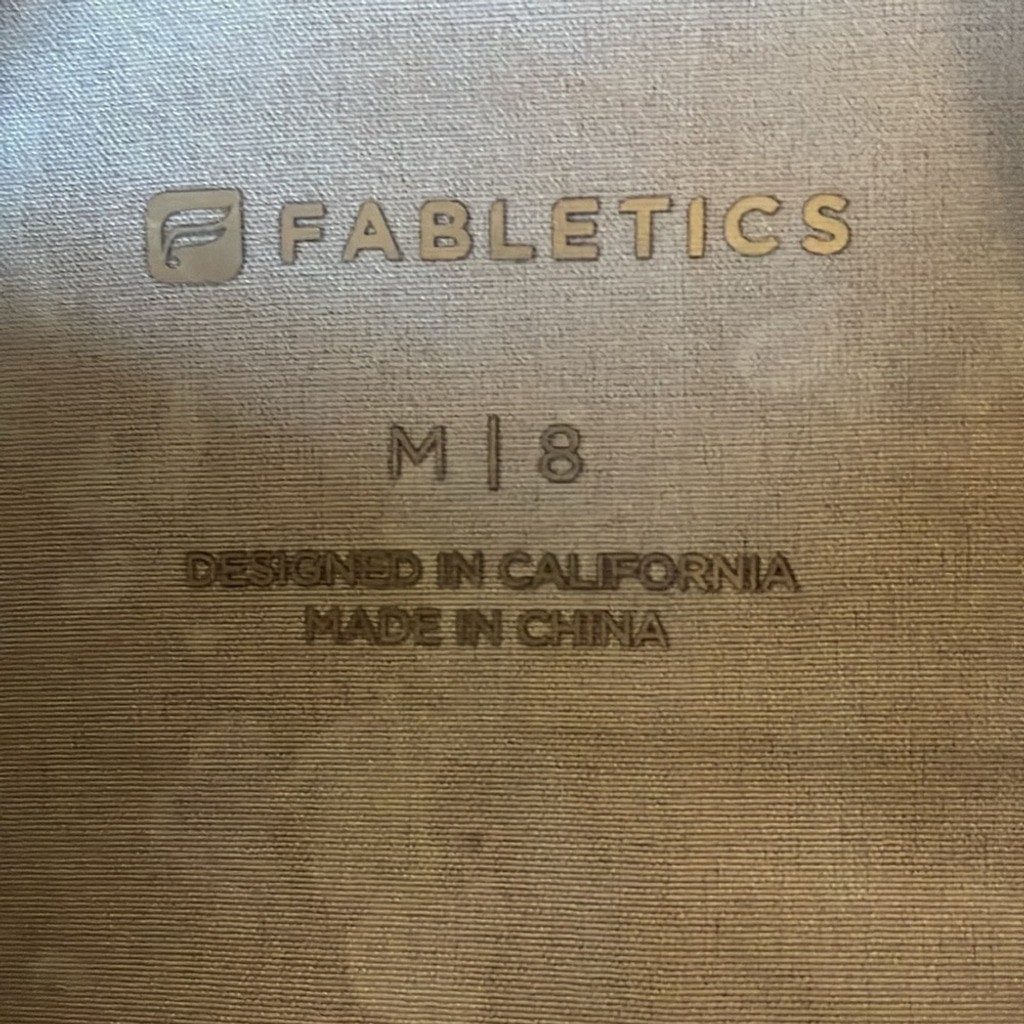 FABLETICS
M | 8
DESIGNED IN CALIFORNIA
MADE IN CHINA